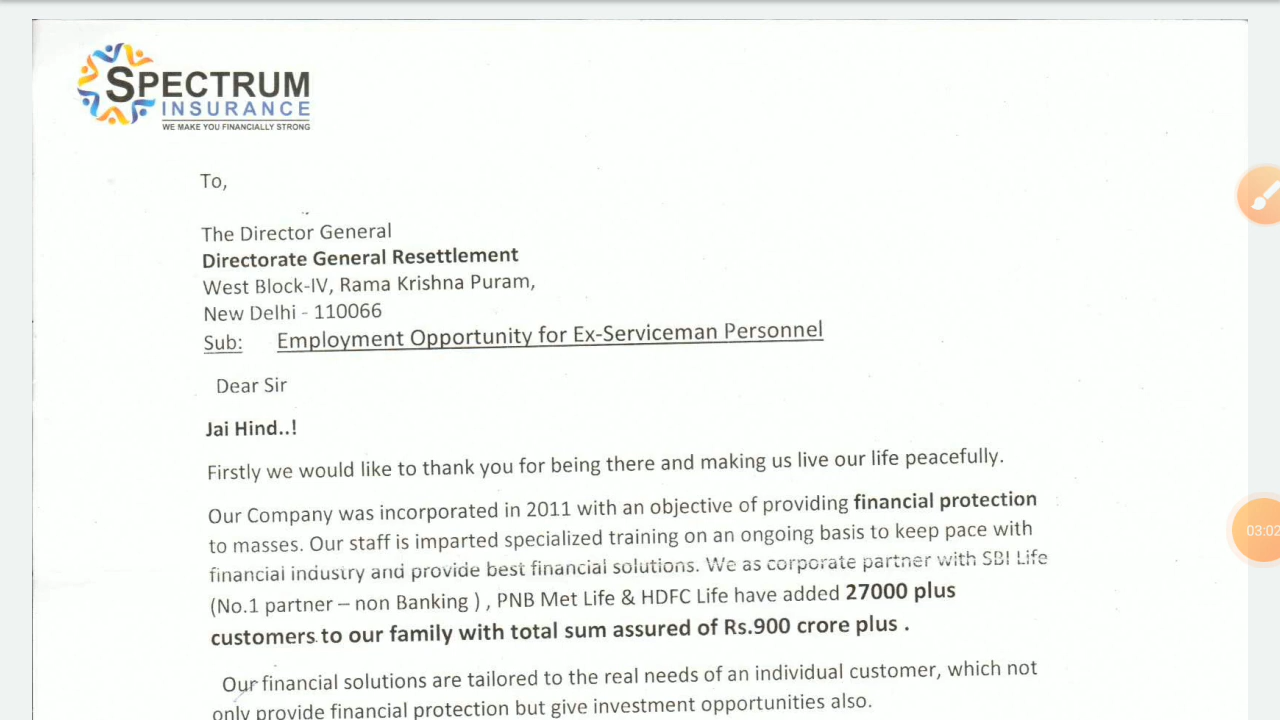 SPECTRUM
INSURANCE
WE MAKE YOU FINANCIALLY STRONG
To,
The Director General
Directorate General Resettlement
West Block-IV, Rama Krishna Puram,
New Delhi - 110066
Sub: Employment Opportunity for Ex-Serviceman Personnel
Dear Sir
Jai Hind..!
Firstly we would like to thank you for being there and making us live our life peacefully.
Our Company was incorporated in 2011 with an objective of providing financial protection
to masses. Our staff is imparted specialized training on an ongoing basis to keep pace with
financial industry and provide best financial solutions. We as corporate partner with SBI Life
(No.1 partner – non Banking ) , PNB Met Life & HDFC Life have added 27000 plus
customers to our family with total sum assured of Rs.900 crore plus .
Our financial solutions are tailored to the real needs of an individual customer, which not
only provide financial protection but give investment opportunities also.
03:02